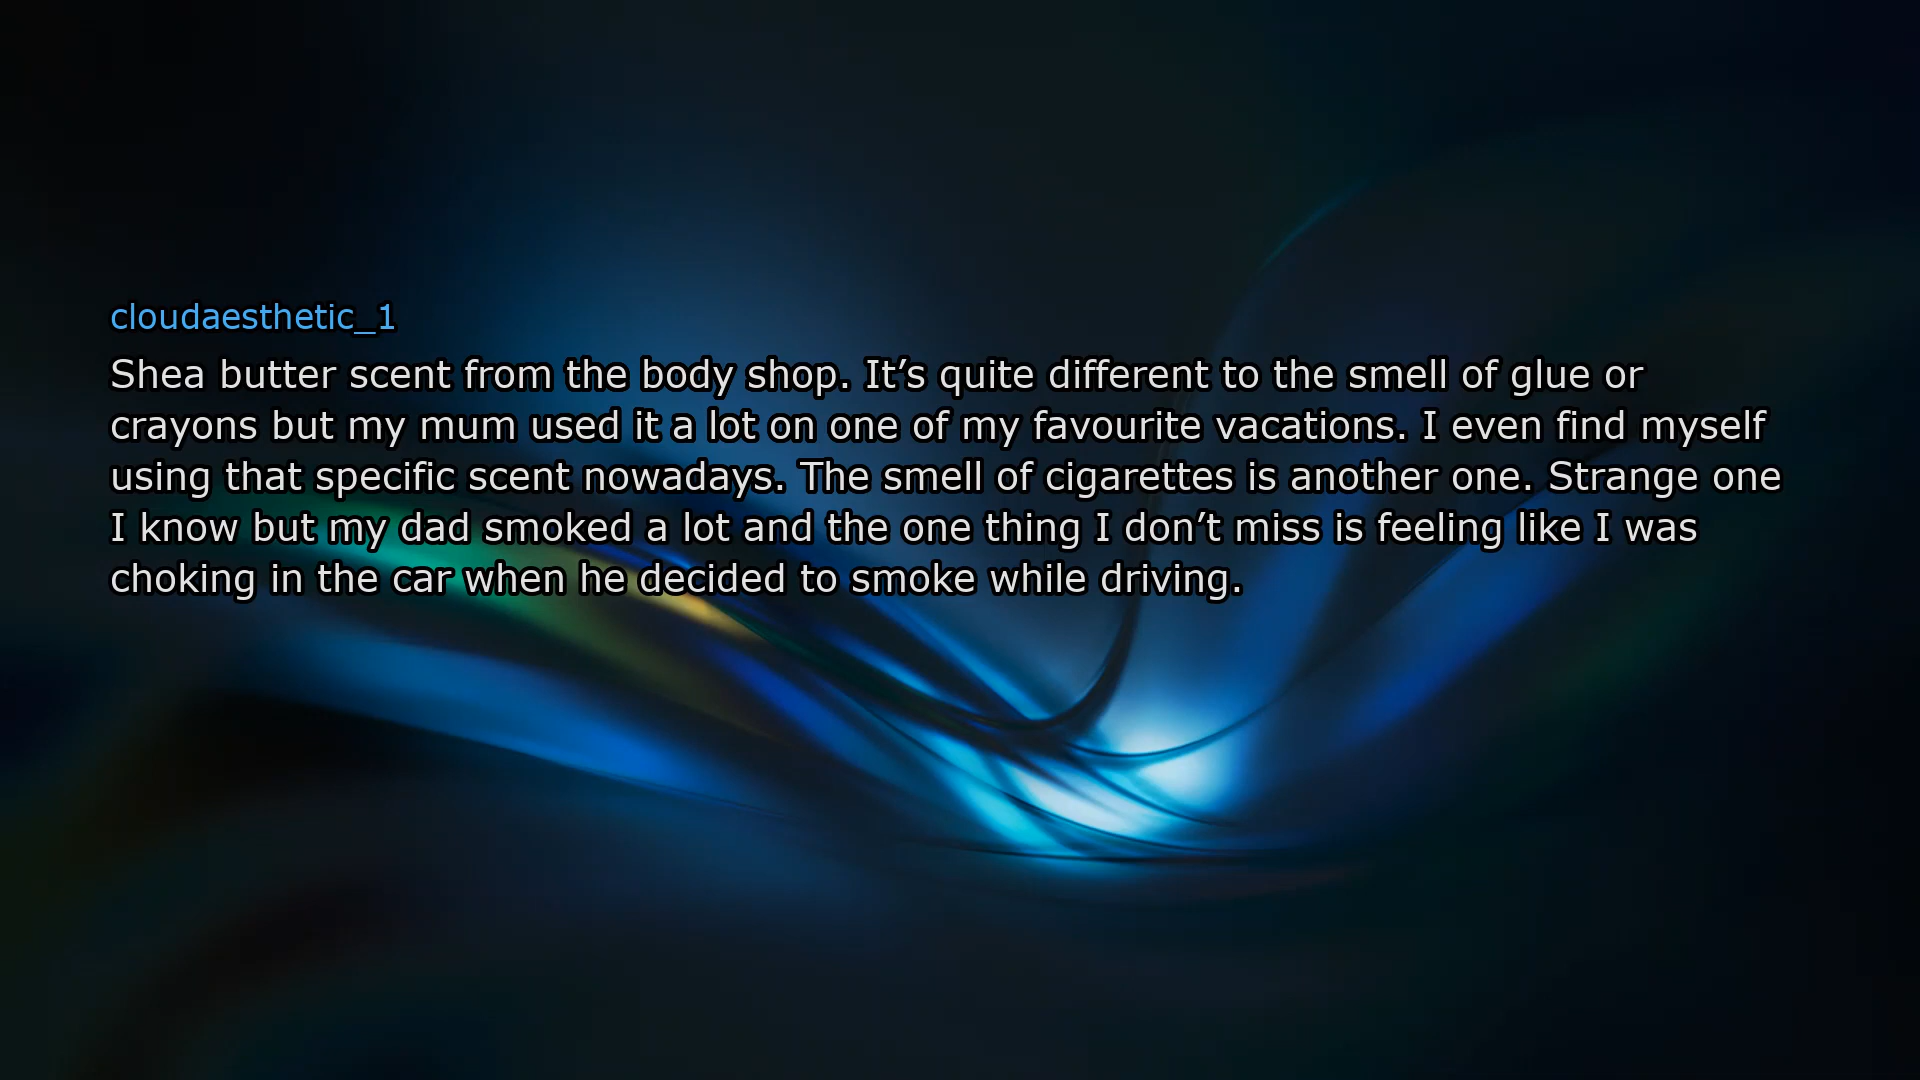 cloudaesthetic_1
Shea butter scent from the body shop. It’s quite different to the smell of glue or
crayons but my mum used it a lot on one of my favourite vacations. I even find myself
using that specific scent nowadays. The smell of cigarettes is another one. Strange one
I know but my dad smoked a lot and the one thing I don’t miss is feeling like I was
choking in the car when he decided to smoke while driving.